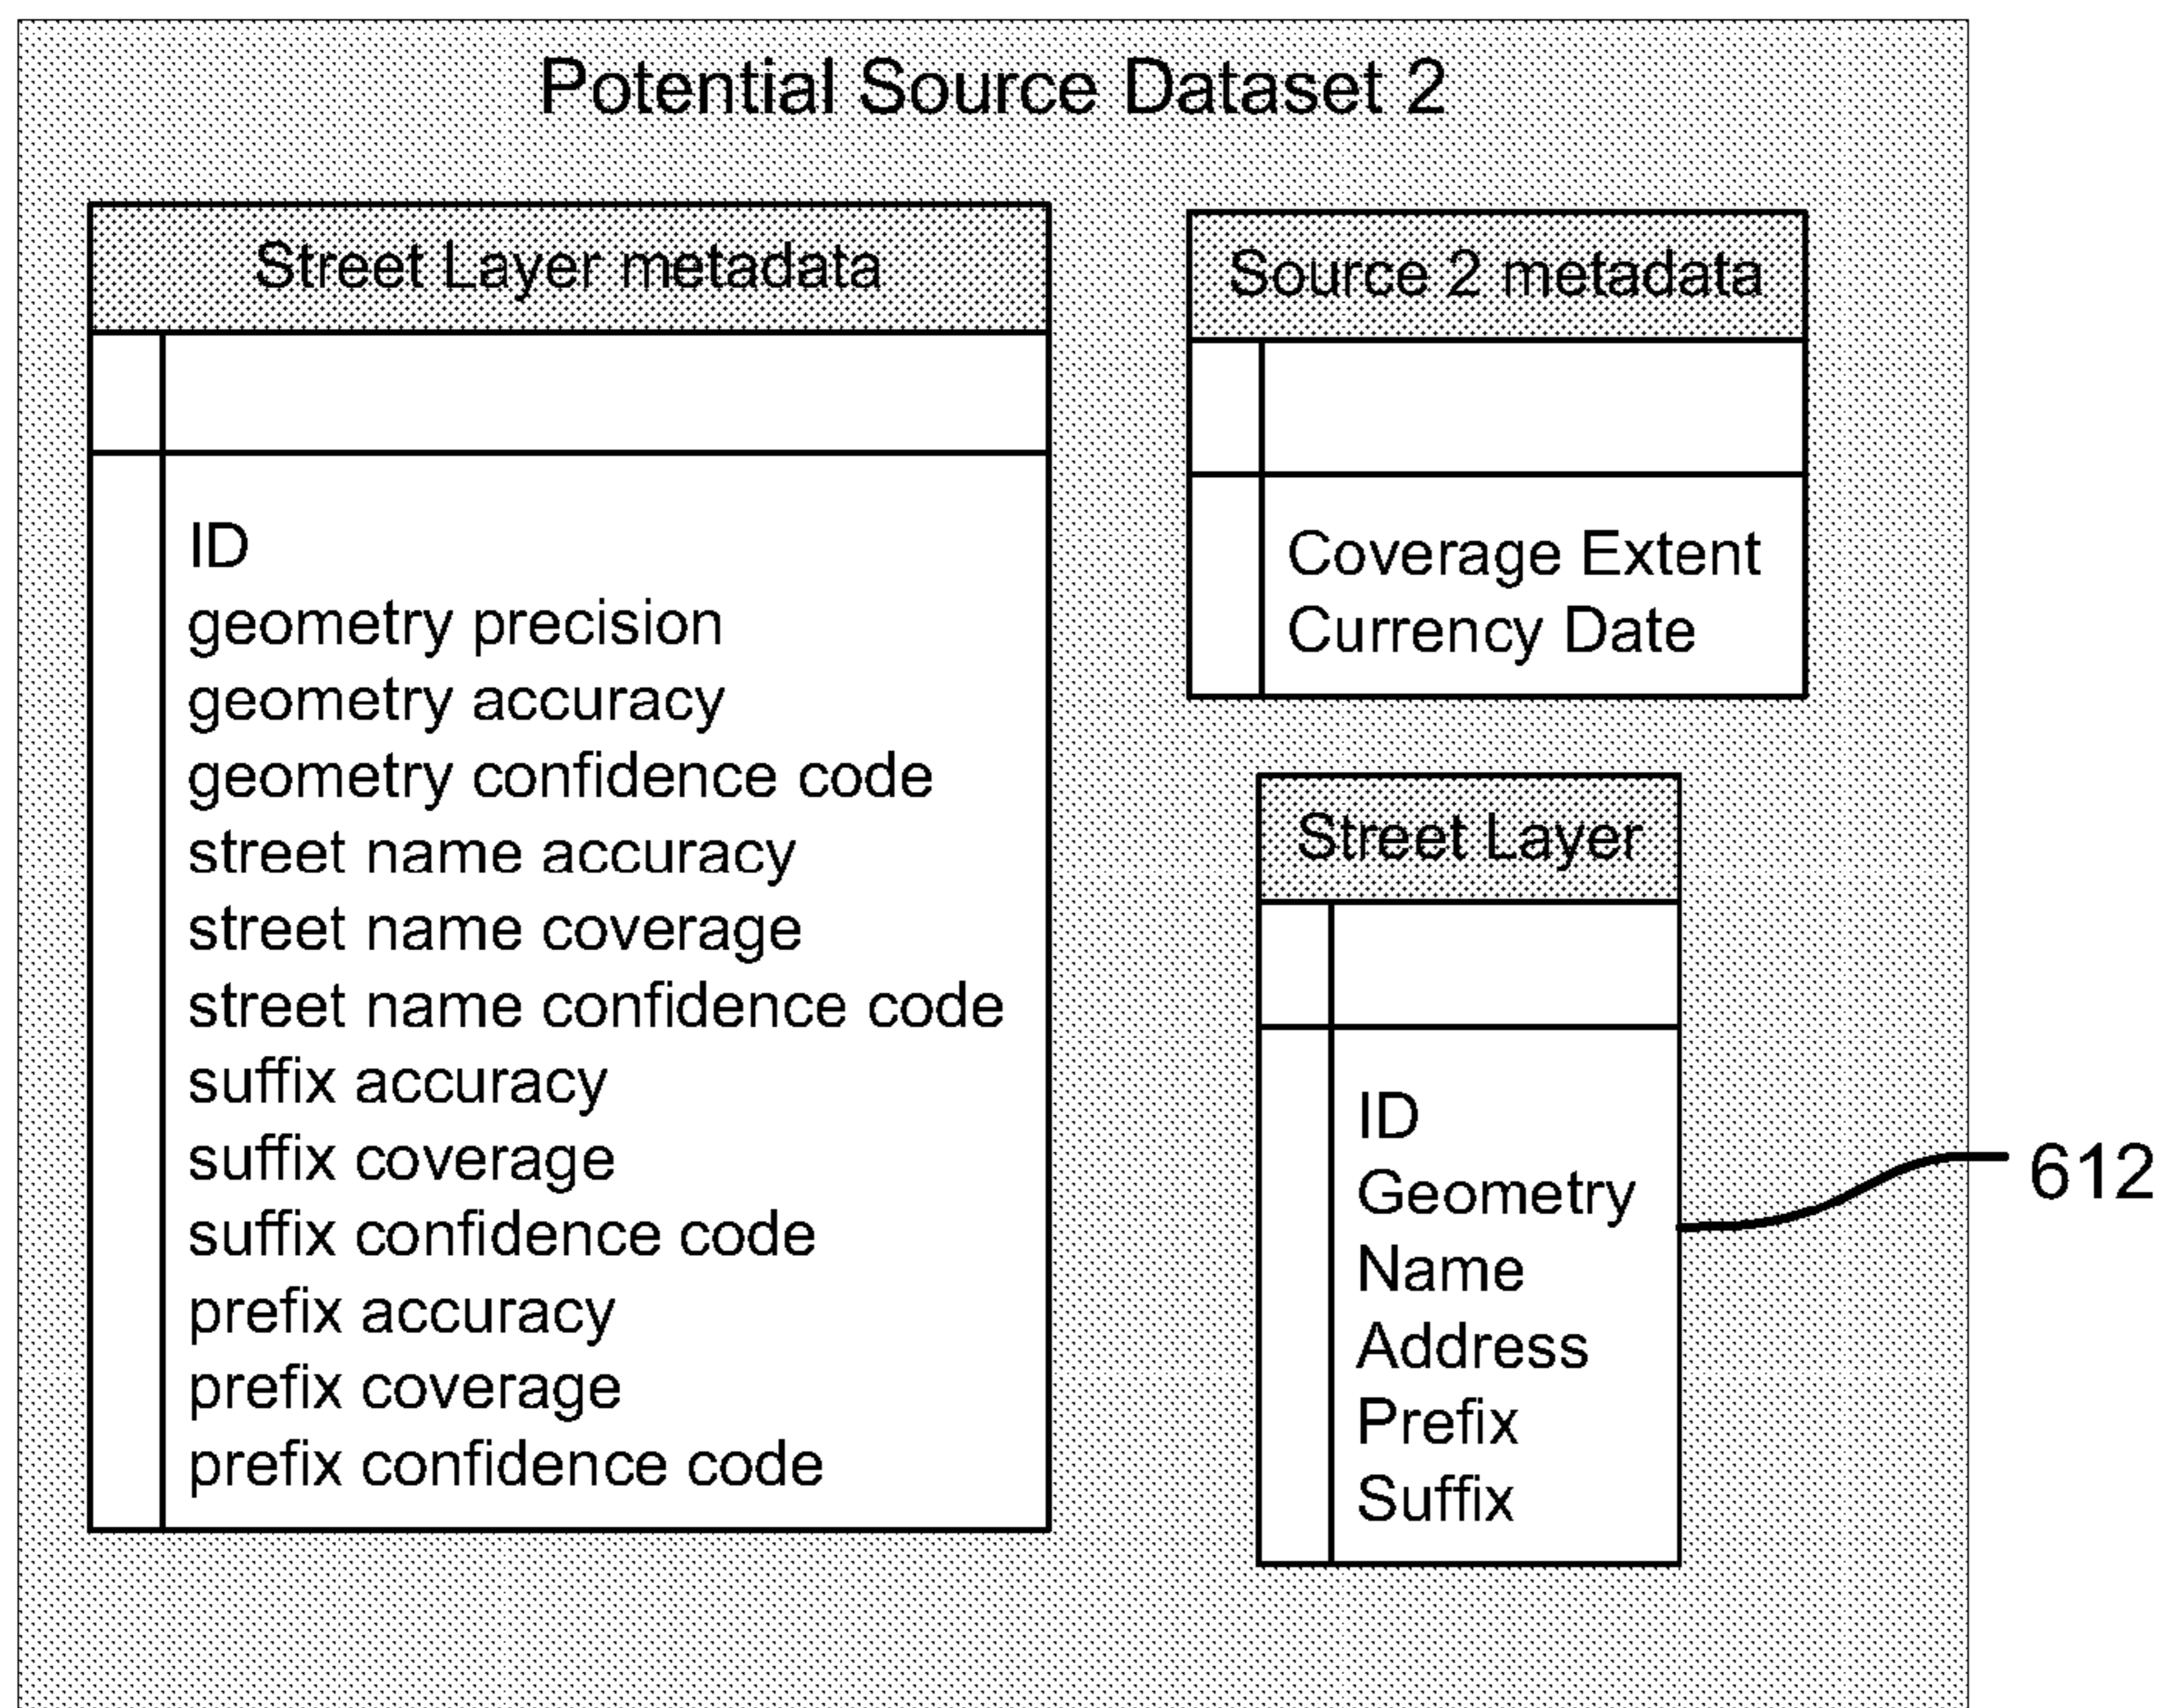 Potential Source Dataset 2
Street Layer metadata
ID
geometry precision
geometry accuracy
geometry confidence code
street name accuracy
street name coverage
street name confidence code
suffix accuracy
suffix coverage
suffix confidence code
prefix accuracy
prefix coverage
prefix confidence code
Source 2 metadata
Coverage Extent
Currency Date
Street Layer
ID
Geometry
Name
Address
Prefix
Suffix
612